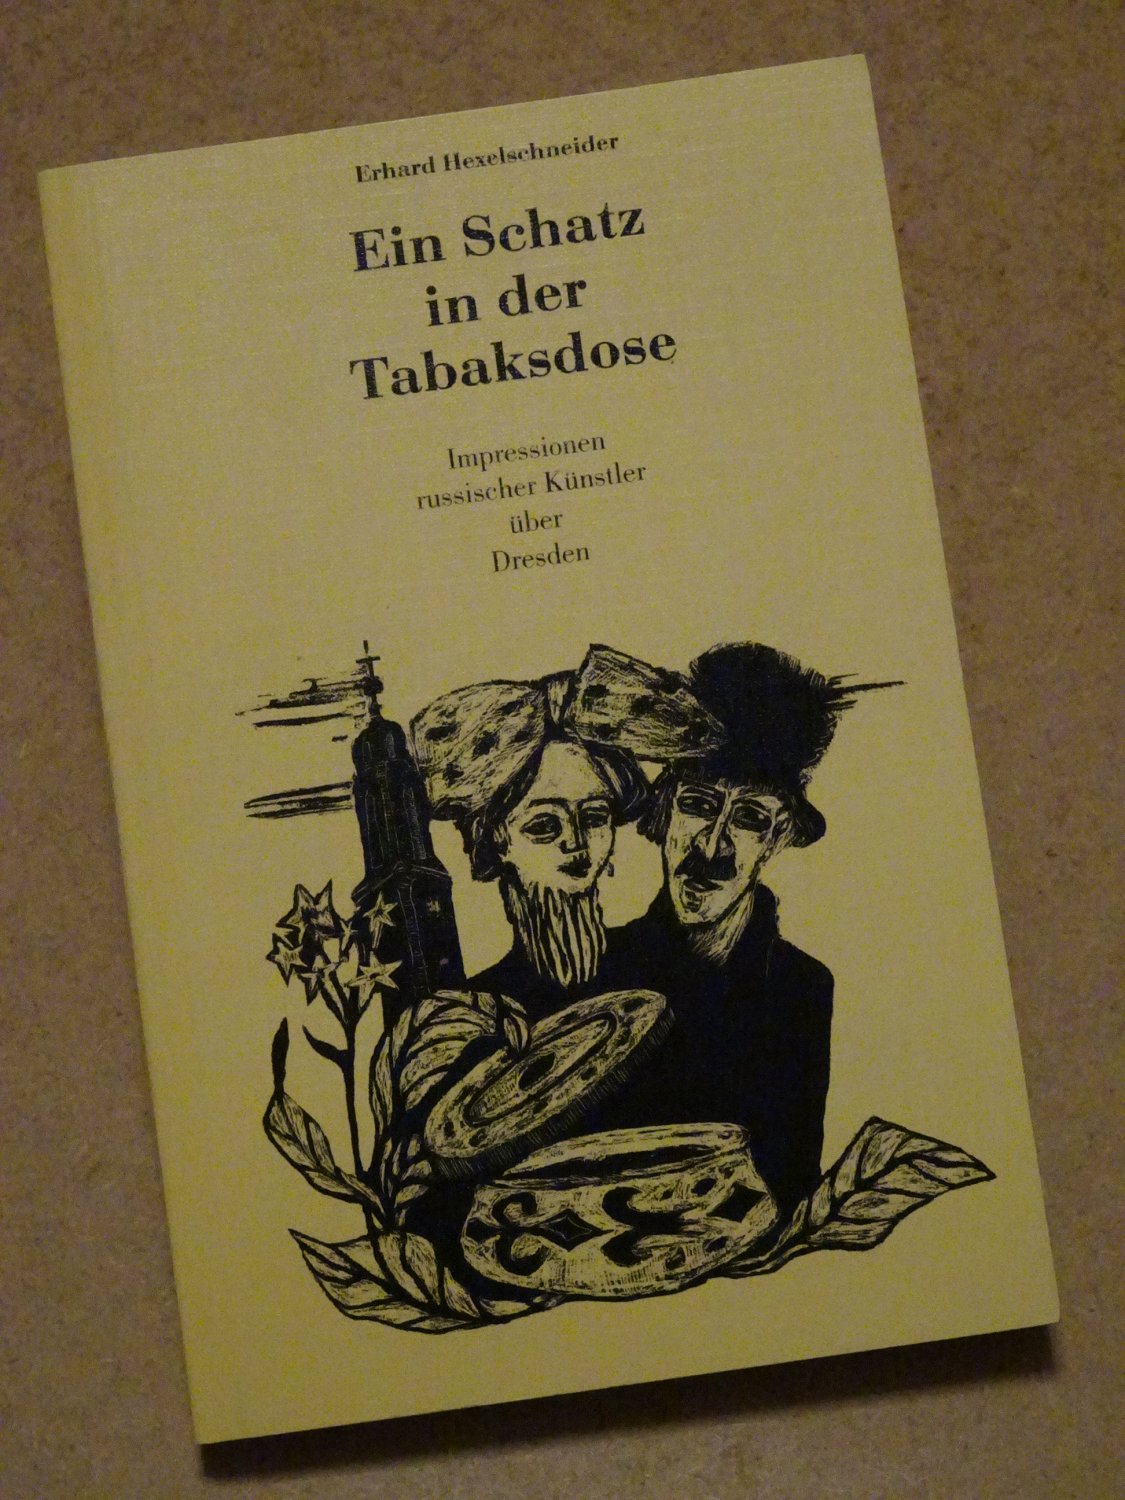 Erhard Hexelschneider
Ein Schatz
in der
Tabaksdose
Impressionen
russischer Künstler
über
Dresden